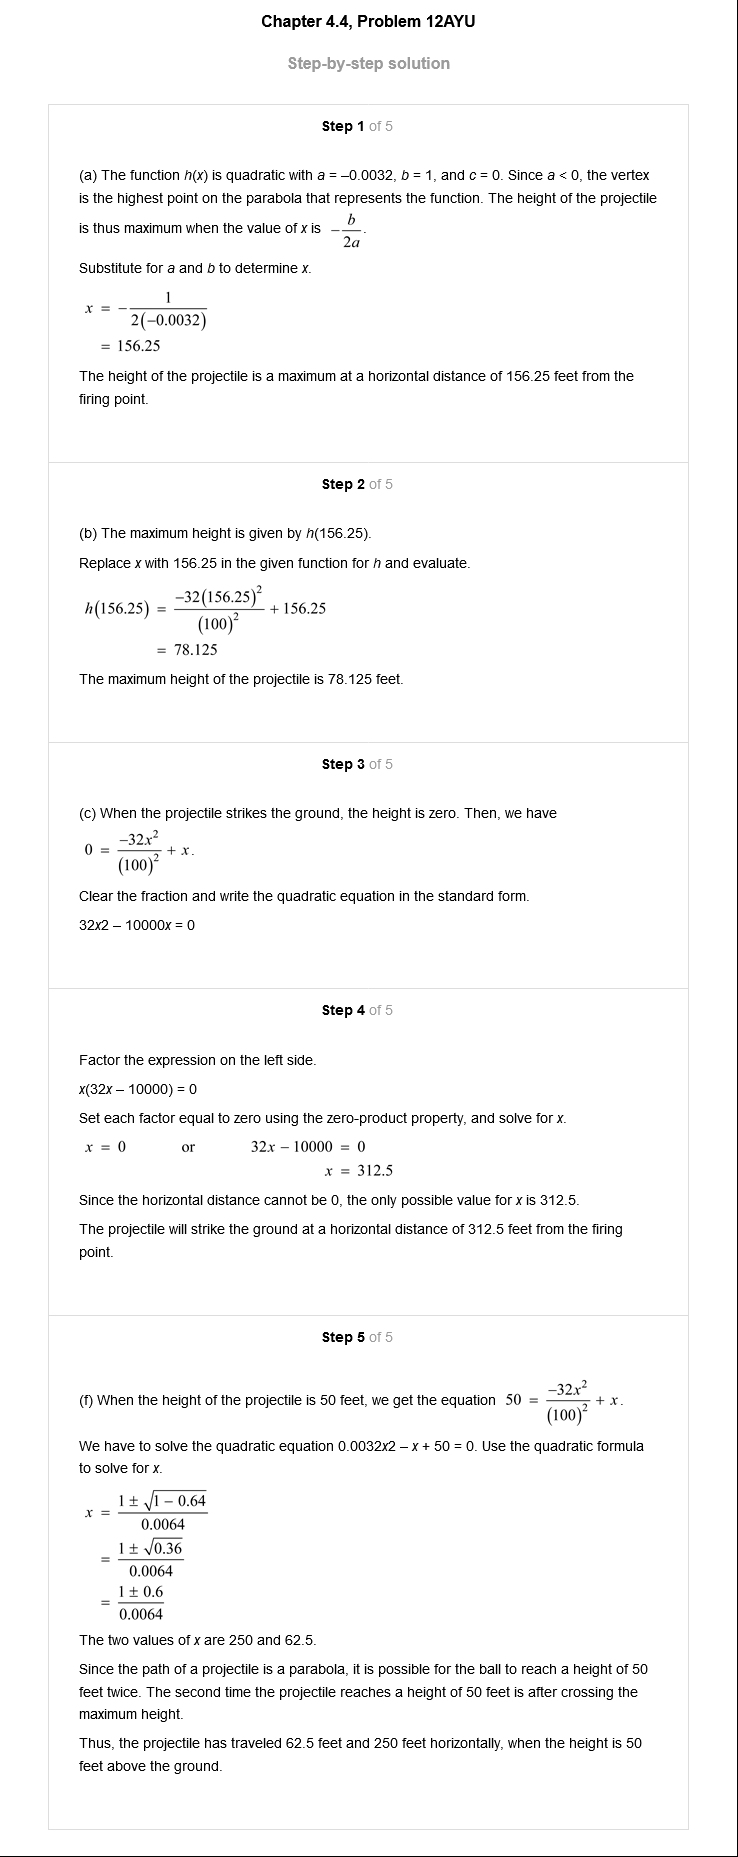 Chapter 4.4, Problem 12AYU
Step-by-step solution
Step 1 of 5
(a) The function h(x) is quadratic with a = –0.0032, b = 1, and c = 0. Since a < 0, the vertex
is the highest point on the parabola that represents the function. The height of the projectile
is thus maximum when the value of x is −b/2a.
Substitute for a and b to determine x.
x = −1/2(−0.0032)
= 156.25
The height of the projectile is a maximum at a horizontal distance of 156.25 feet from the
firing point.
Step 2 of 5
(b) The maximum height is given by h(156.25).
Replace x with 156.25 in the given function for h and evaluate.
h(156.25) = −32(156.25)²/(100)² + 156.25
= 78.125
The maximum height of the projectile is 78.125 feet.
Step 3 of 5
(c) When the projectile strikes the ground, the height is zero. Then, we have
0 = −32x²/(100)² + x.
Clear the fraction and write the quadratic equation in the standard form.
32x2 – 10000x = 0
Step 4 of 5
Factor the expression on the left side.
x(32x – 10000) = 0
Set each factor equal to zero using the zero-product property, and solve for x.
x = 0 or 32x − 10000 = 0
x = 312.5
Since the horizontal distance cannot be 0, the only possible value for x is 312.5.
The projectile will strike the ground at a horizontal distance of 312.5 feet from the firing
point.
Step 5 of 5
(f) When the height of the projectile is 50 feet, we get the equation 50 = −32x²/(100)² + x.
We have to solve the quadratic equation 0.0032x2 – x + 50 = 0. Use the quadratic formula
to solve for x.
x = 1 ± √1 − 0.64/0.0064
= 1 ± √0.36/0.0064
= 1 ± 0.6/0.0064
The two values of x are 250 and 62.5.
Since the path of a projectile is a parabola, it is possible for the ball to reach a height of 50
feet twice. The second time the projectile reaches a height of 50 feet is after crossing the
maximum height.
Thus, the projectile has traveled 62.5 feet and 250 feet horizontally, when the height is 50
feet above the ground.